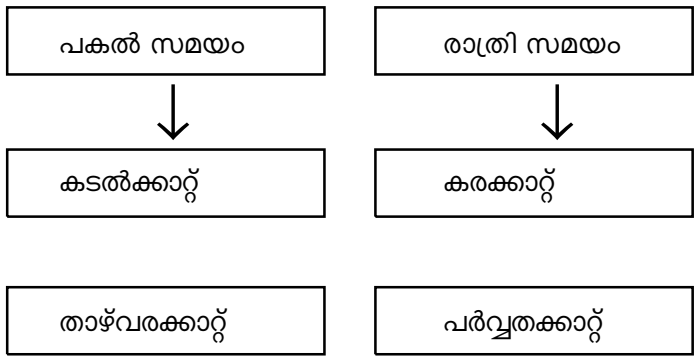 പകൽ സമയം
രാത്രി സമയം
കടൽക്കാറ്റ്
കരക്കാറ്റ്
താഴ്‌വരക്കാറ്റ്
പർവ്വതക്കാറ്റ്